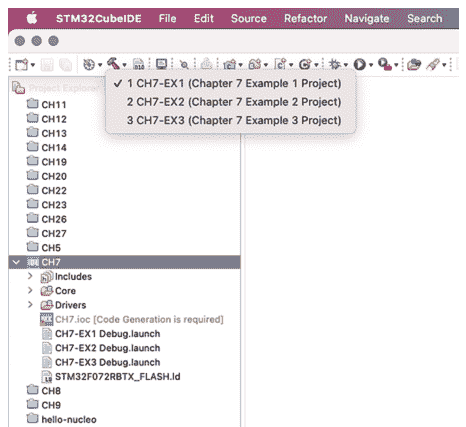 STM32CubeIDE File Edit Source Refactor Navigate Search
Project Explorer
1 CH7-EX1 (Chapter 7 Example 1 Project)
2 CH7-EX2 (Chapter 7 Example 2 Project)
3 CH7-EX3 (Chapter 7 Example 3 Project)
CH11
CH12
CH13
CH14
CH19
CH20
CH22
CH23
CH26
CH27
CH5
CH7
Includes
Core
Drivers
CH7.ioc [Code Generation is required]
CH7-EX1 Debug.launch
CH7-EX2 Debug.launch
CH7-EX3 Debug.launch
STM32F072RBTX_FLASH.ld
CH8
CH9
hello-nucleo